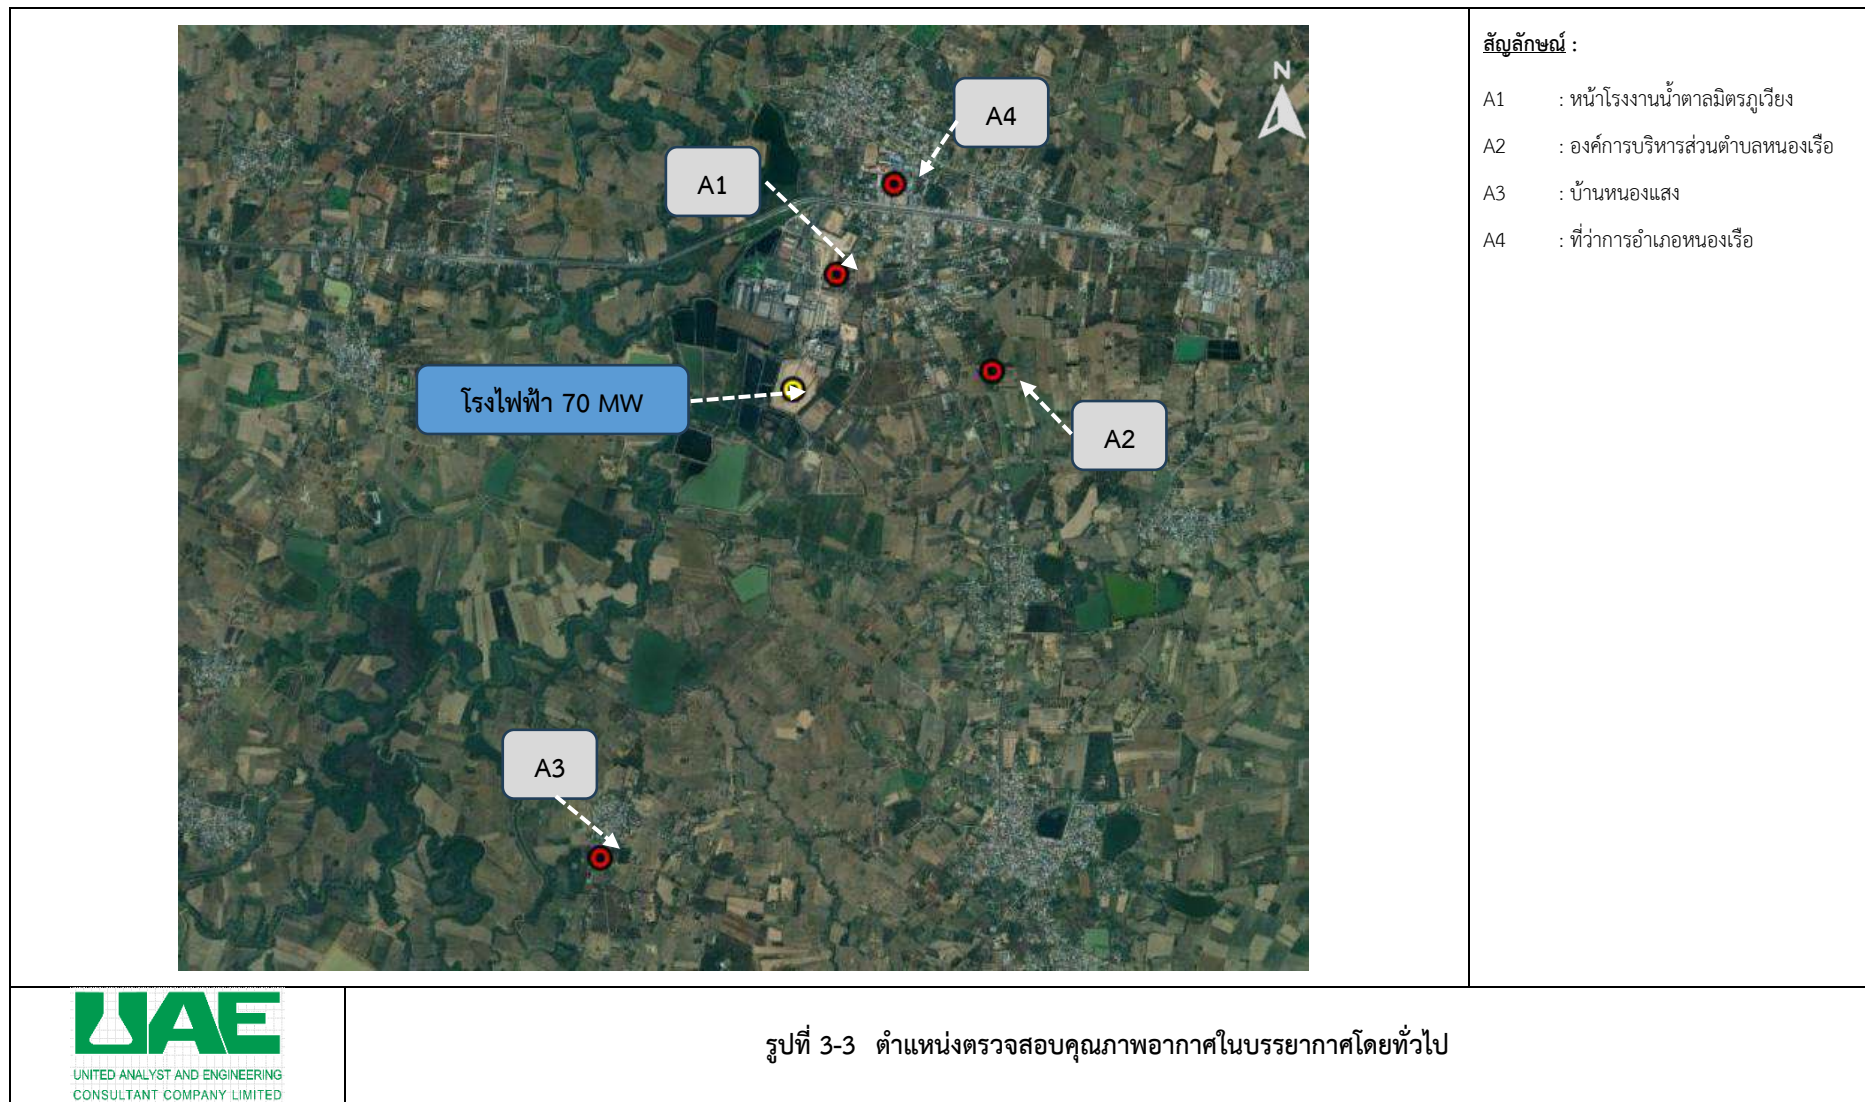 N
A4
A1
โรงไฟฟ้า 70 MW
A2
A3
สัญลักษณ์ :
A1 : หน้าโรงงานน้ำตาลมิตรภูเวียง
A2 : องค์การบริหารส่วนตำบลหนองเรือ
A3 : บ้านหนองแสง
A4 : ที่ว่าการอำเภอหนองเรือ
UAE
UNITED ANALYST AND ENGINEERING
CONSULTANT COMPANY LIMITED
รูปที่ 3-3 ตำแหน่งตรวจสอบคุณภาพอากาศในบรรยากาศโดยทั่วไป